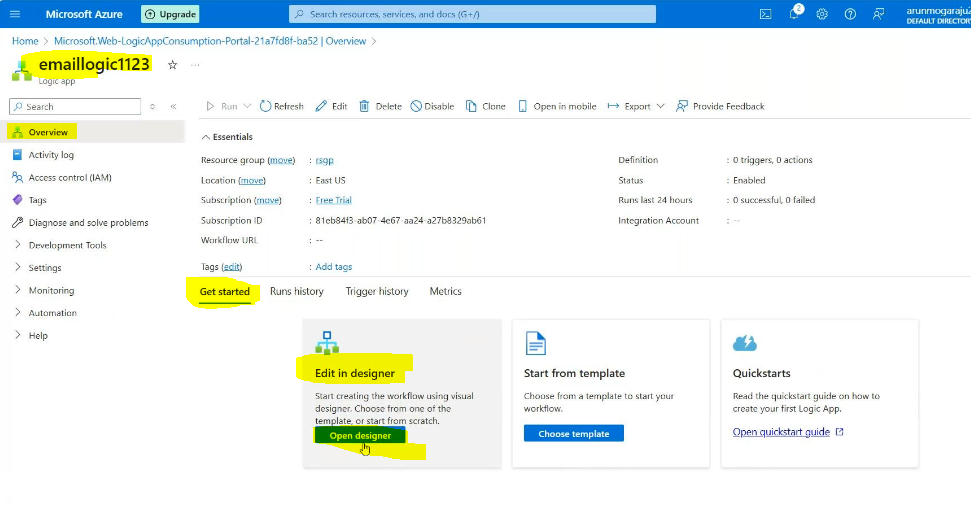 Microsoft Azure
Upgrade
Search resources, services, and docs (G+/)
2
arunmogaraju2
DEFAULT DIRECTORY
Home > Microsoft.Web-LogicAppConsumption-Portal-21a7fd8f-ba52 | Overview >
emaillogic1123
Logic app
Search
Run
Refresh
Edit
Delete
Disable
Clone
Open in mobile
Export
Provide Feedback
Overview
Activity log
Access control (IAM)
Tags
Diagnose and solve problems
Development Tools
Settings
Monitoring
Automation
Help
Essentials
Resource group (move) : rsgp
Location (move) : East US
Subscription (move) : Free Trial
Subscription ID : 81eb84f3-ab07-4e67-aa24-a27b8329ab61
Workflow URL : --
Tags (edit) : Add tags
Definition : 0 triggers, 0 actions
Status : Enabled
Runs last 24 hours : 0 successful, 0 failed
Integration Account : --
Get started
Runs history
Trigger history
Metrics
Edit in designer
Start creating the workflow using visual
designer. Choose from one of the
template, or start from scratch.
Open designer
Start from template
Choose from a template to start your
workflow.
Choose template
Quickstarts
Read the quickstart guide on how to
create your first Logic App.
Open quickstart guide